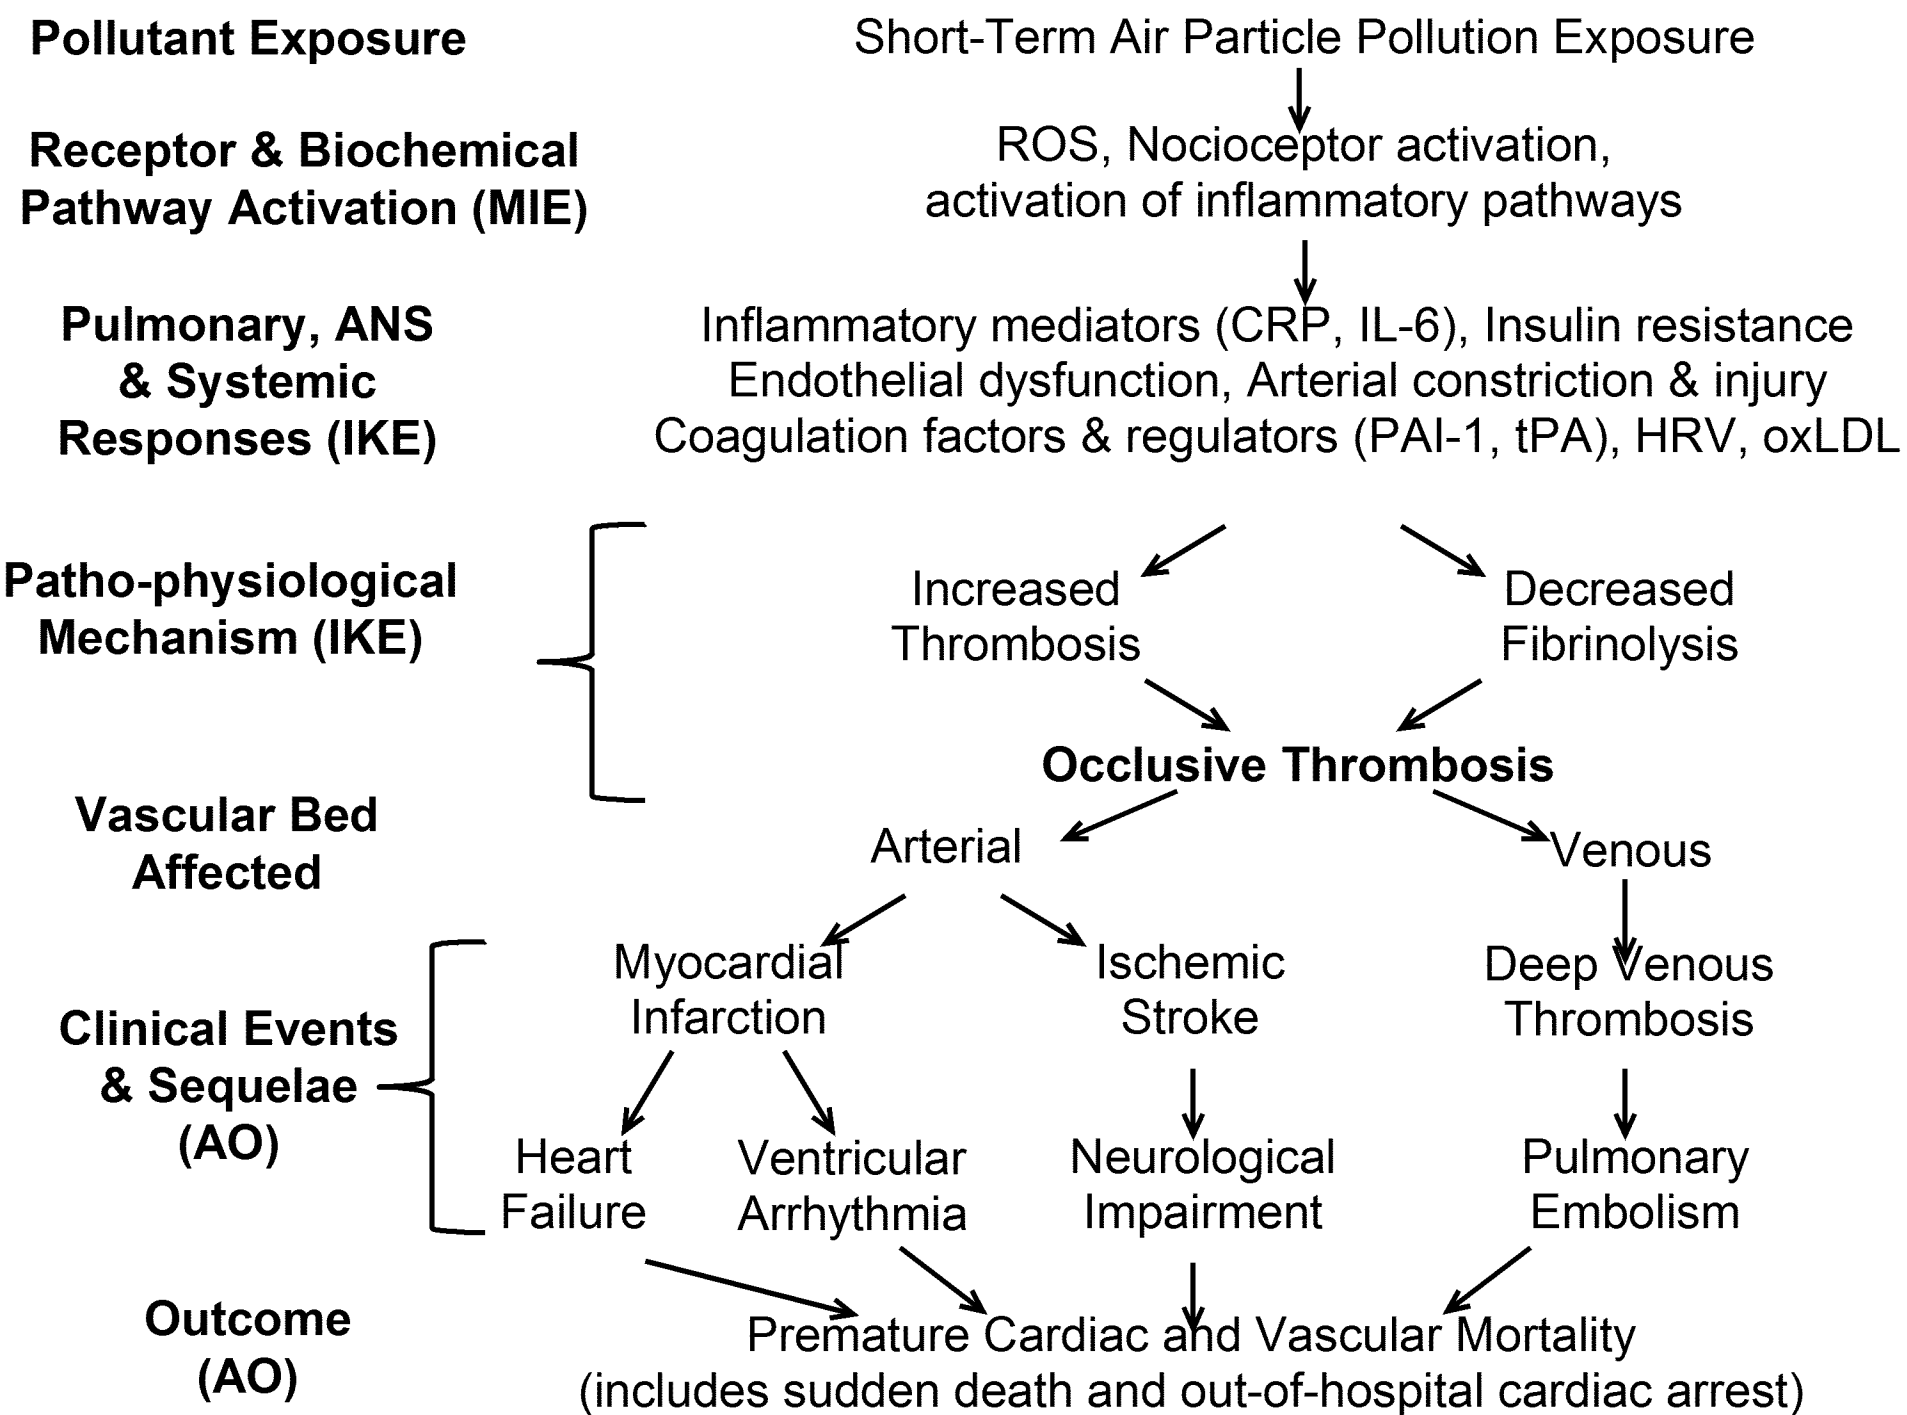 Pollutant Exposure
Short-Term Air Particle Pollution Exposure
Receptor & Biochemical
Pathway Activation (MIE)
ROS, Nocioceptor activation,
activation of inflammatory pathways
Pulmonary, ANS
& Systemic
Responses (IKE)
Inflammatory mediators (CRP, IL-6), Insulin resistance
Endothelial dysfunction, Arterial constriction & injury
Coagulation factors & regulators (PAI-1, tPA), HRV, oxLDL
Patho-physiological
Mechanism (IKE)
Increased
Thrombosis
Decreased
Fibrinolysis
Occlusive Thrombosis
Vascular Bed
Affected
Arterial
Venous
Clinical Events
& Sequelae
(AO)
Myocardial
Infarction
Ischemic
Stroke
Deep Venous
Thrombosis
Heart
Failure
Ventricular
Arrhythmia
Neurological
Impairment
Pulmonary
Embolism
Outcome
(AO)
Premature Cardiac and Vascular Mortality
(includes sudden death and out-of-hospital cardiac arrest)